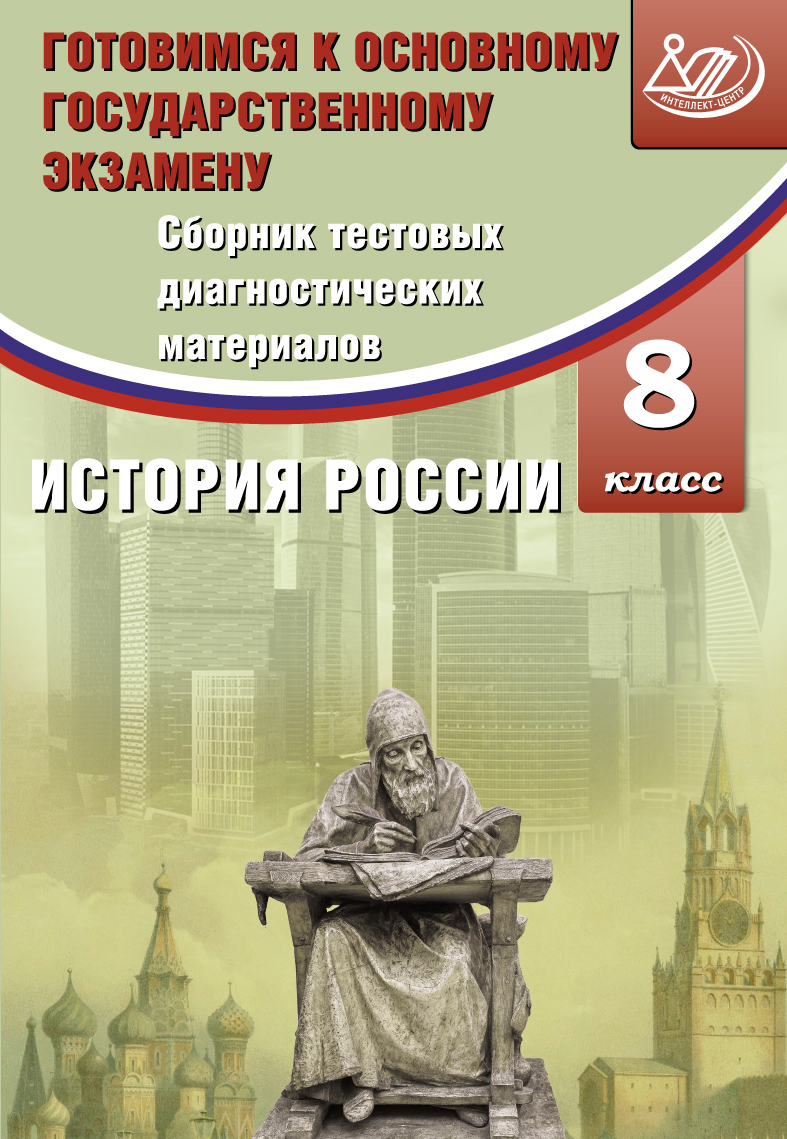 ГОТОВИМСЯ К ОСНОВНОМУ
ГОСУДАРСТВЕННОМУ
ЭКЗАМЕНУ
ИНТЕЛЛЕКТ-ЦЕНТР
Сборник тестовых
диагностических
материалов
8
класс
ИСТОРИЯ РОССИИ